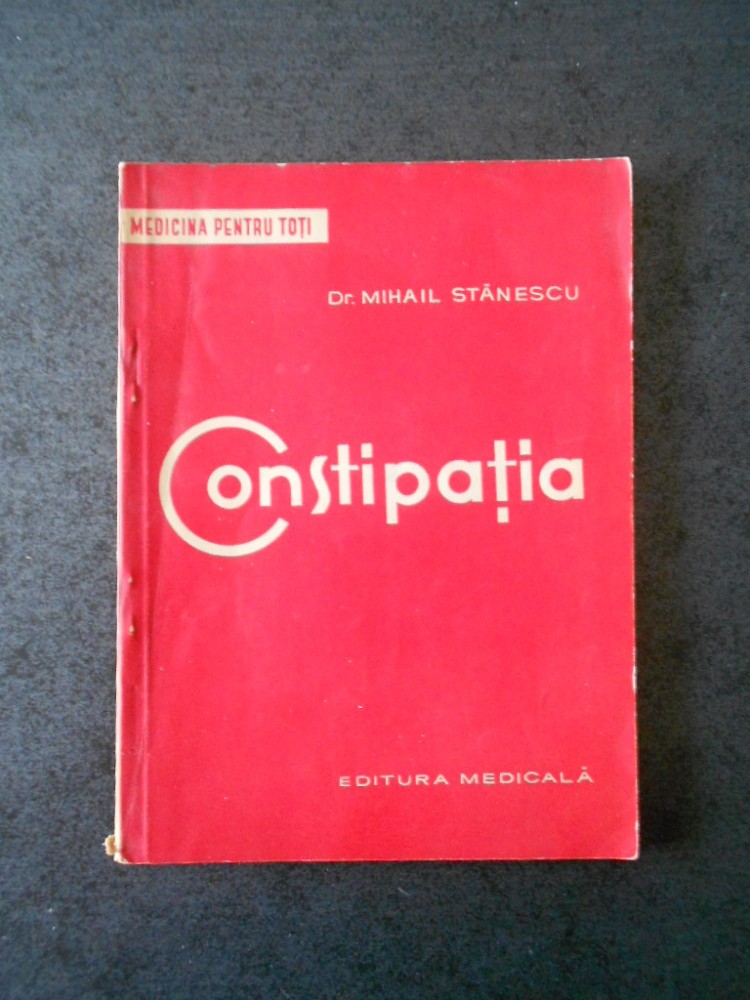 MEDICINA PENTRU TOȚI
Dr. MIHAIL STĂNESCU
Constipația
EDITURA MEDICALĂ